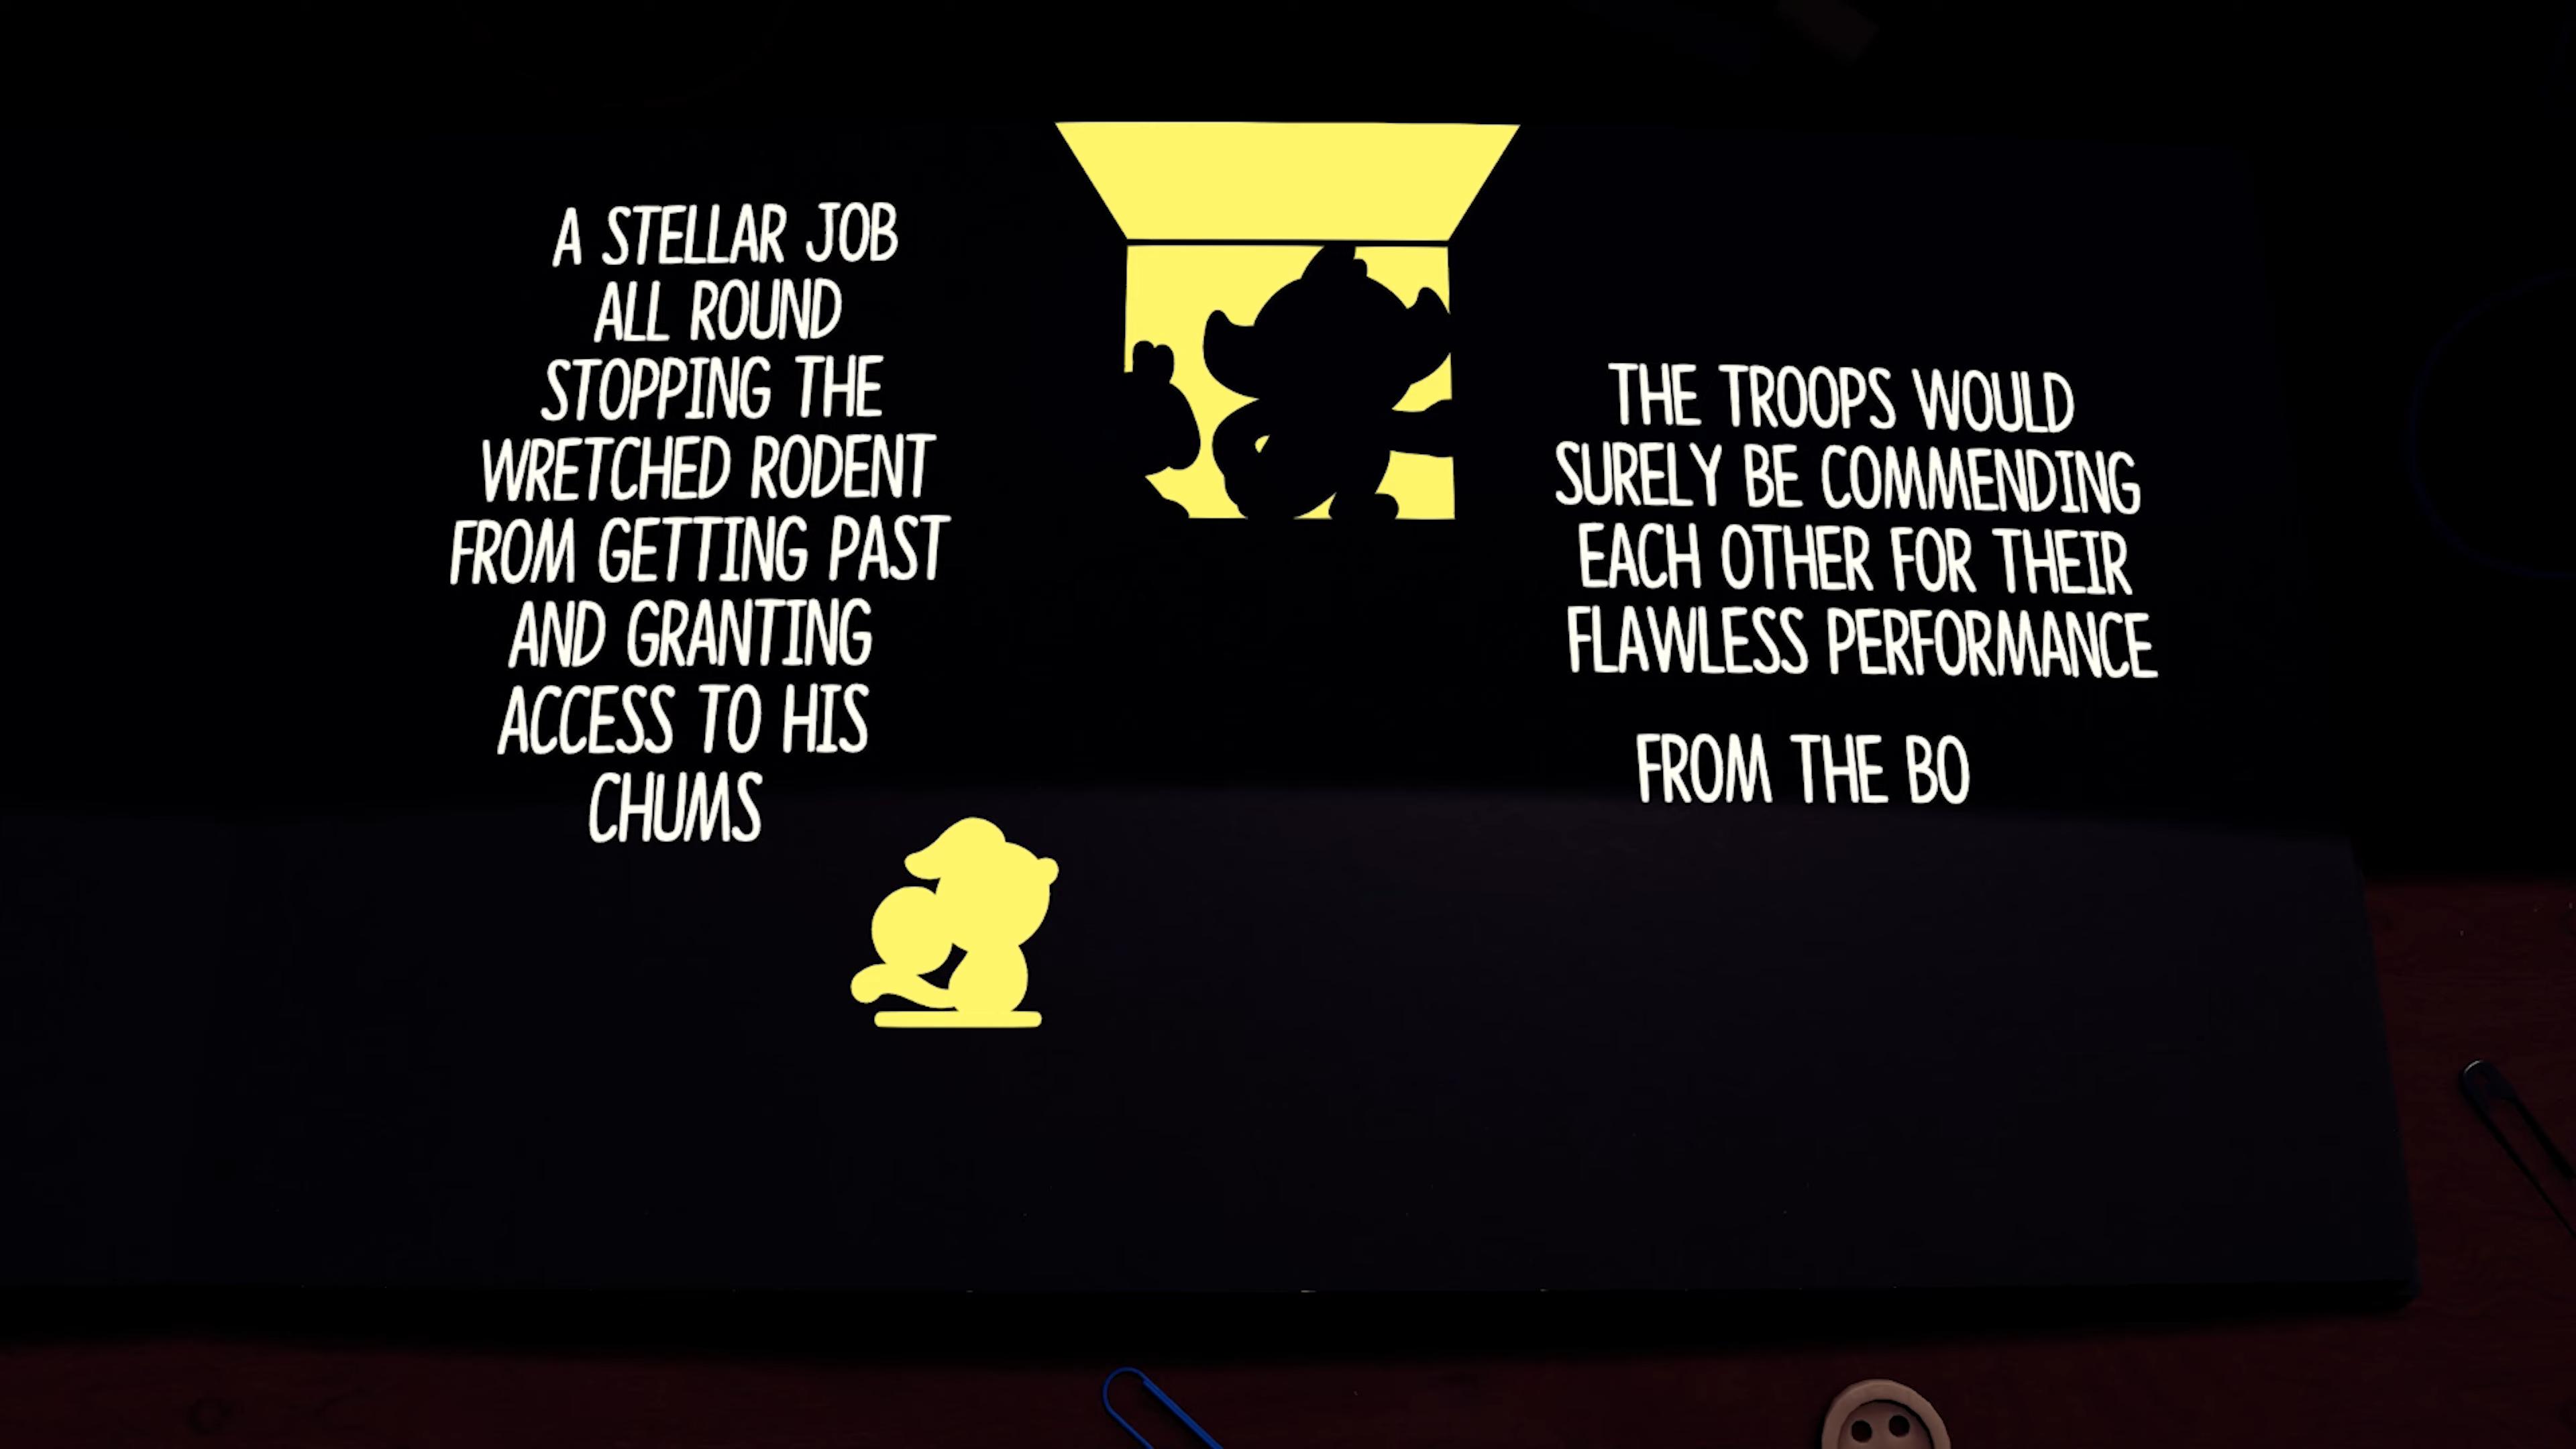 A STELLAR JOB
ALL ROUND
STOPPING THE
WRETCHED RODENT
FROM GETTING PAST
AND GRANTING
ACCESS TO HIS
CHUMS
THE TROOPS WOULD
SURELY BE COMMENDING
EACH OTHER FOR THEIR
FLAWLESS PERFORMANCE
FROM THE BO